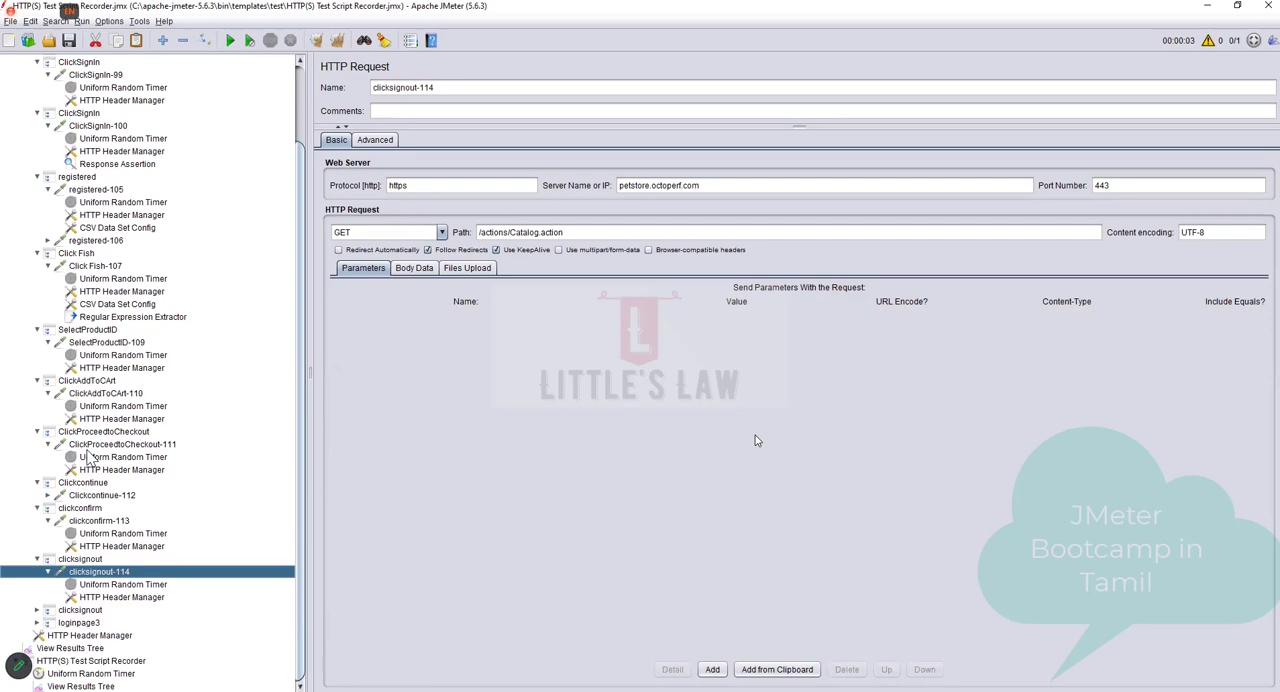 HTTP(S) Test Script Recorder.jmx (C:\apache-jmeter-5.6.3\bin\templates\test\HTTP(S) Test Script Recorder.jmx) - Apache JMeter (5.6.3)
EN
File Edit Search Run Options Tools Help
00:00:03 0 0/1
ClickSignIn
ClickSignIn-99
Uniform Random Timer
HTTP Header Manager
ClickSignIn
ClickSignIn-100
Uniform Random Timer
HTTP Header Manager
Response Assertion
registered
registered-105
Uniform Random Timer
HTTP Header Manager
CSV Data Set Config
registered-106
Click Fish
Click Fish-107
Uniform Random Timer
HTTP Header Manager
CSV Data Set Config
Regular Expression Extractor
SelectProductID
SelectProductID-109
Uniform Random Timer
HTTP Header Manager
ClickAddToCArt
ClickAddToCArt-110
Uniform Random Timer
HTTP Header Manager
ClickProceedtoCheckout
ClickProceedtoCheckout-111
Uniform Random Timer
HTTP Header Manager
Clickcontinue
Clickcontinue-112
clickconfirm
clickconfirm-113
Uniform Random Timer
HTTP Header Manager
clicksignout
clicksignout-114
Uniform Random Timer
HTTP Header Manager
clicksignout
loginpage3
HTTP Header Manager
View Results Tree
HTTP(S) Test Script Recorder
Uniform Random Timer
View Results Tree
HTTP Request
Name: clicksignout-114
Comments:
Basic Advanced
Web Server
Protocol [http]: https Server Name or IP: petstore.octoperf.com Port Number: 443
HTTP Request
GET Path: /actions/Catalog.action Content encoding: UTF-8
Redirect Automatically Follow Redirects Use KeepAlive Use multipart/form-data Browser-compatible headers
Parameters Body Data Files Upload
Send Parameters With the Request:
Name: Value URL Encode? Content-Type Include Equals?
L
LITTLE'S LAW
JMeter
Bootcamp in
Tamil
Detail Add Add from Clipboard Delete Up Down